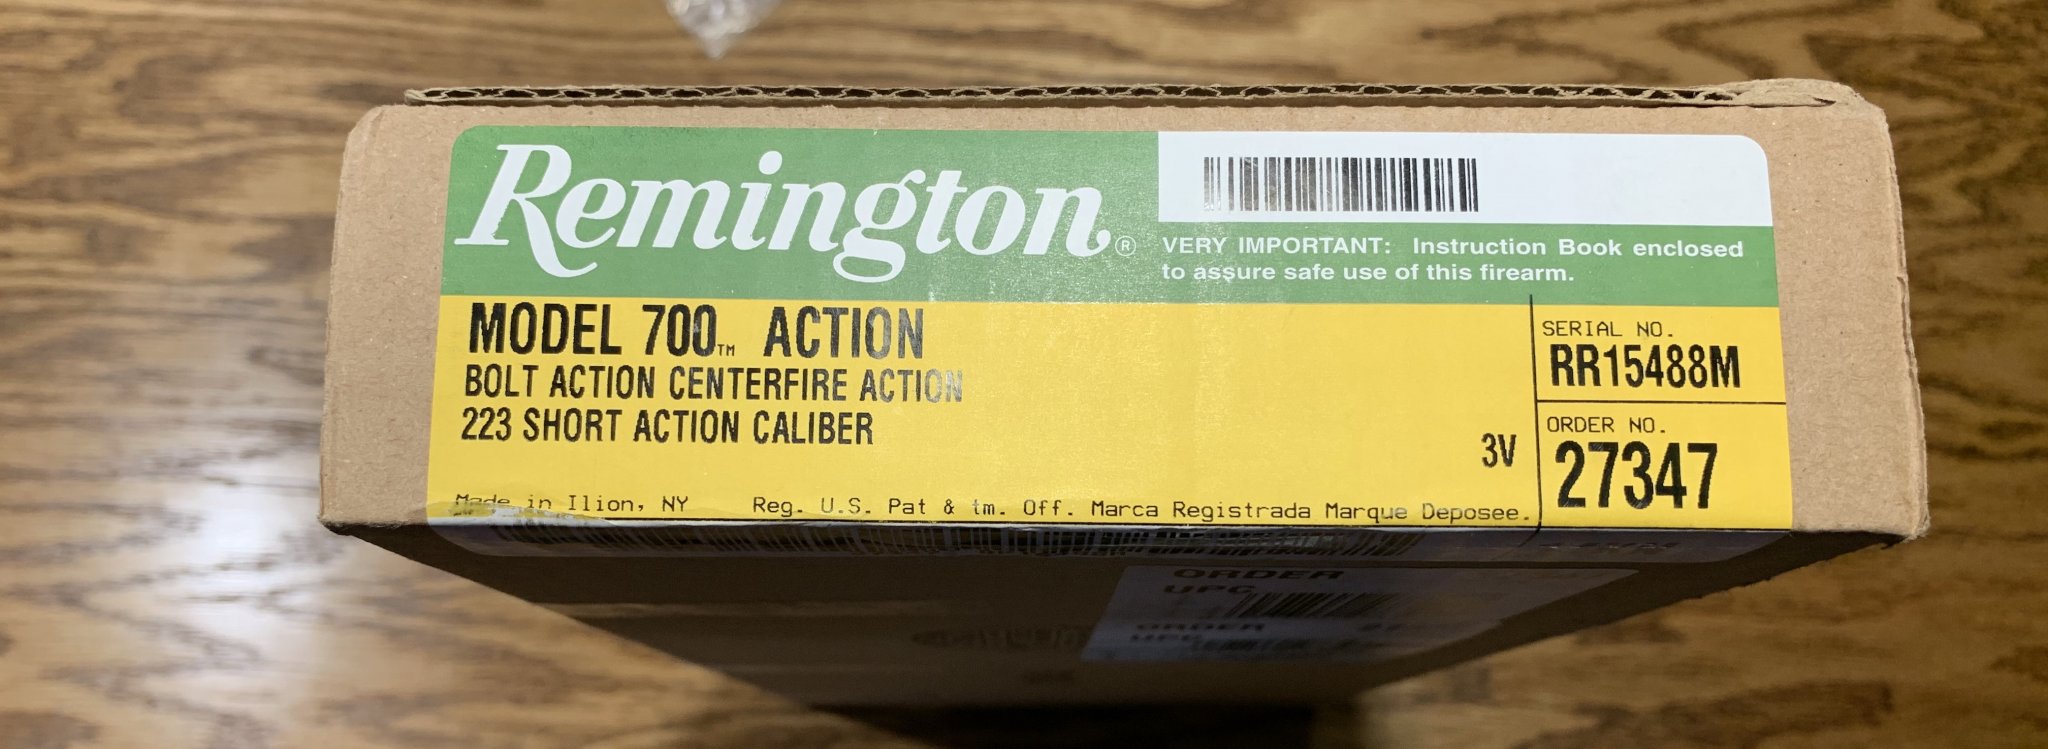 Remington®
VERY IMPORTANT: Instruction Book enclosed
to assure safe use of this firearm.
MODEL 700™ ACTION
BOLT ACTION CENTERFIRE ACTION
223 SHORT ACTION CALIBER
3V
SERIAL NO.
RR15488M
ORDER NO.
27347
Made in Ilion, NY Reg. U.S. Pat & tm. Off. Marca Registrada Marque Deposee.
ORDER
UPC
ORDER